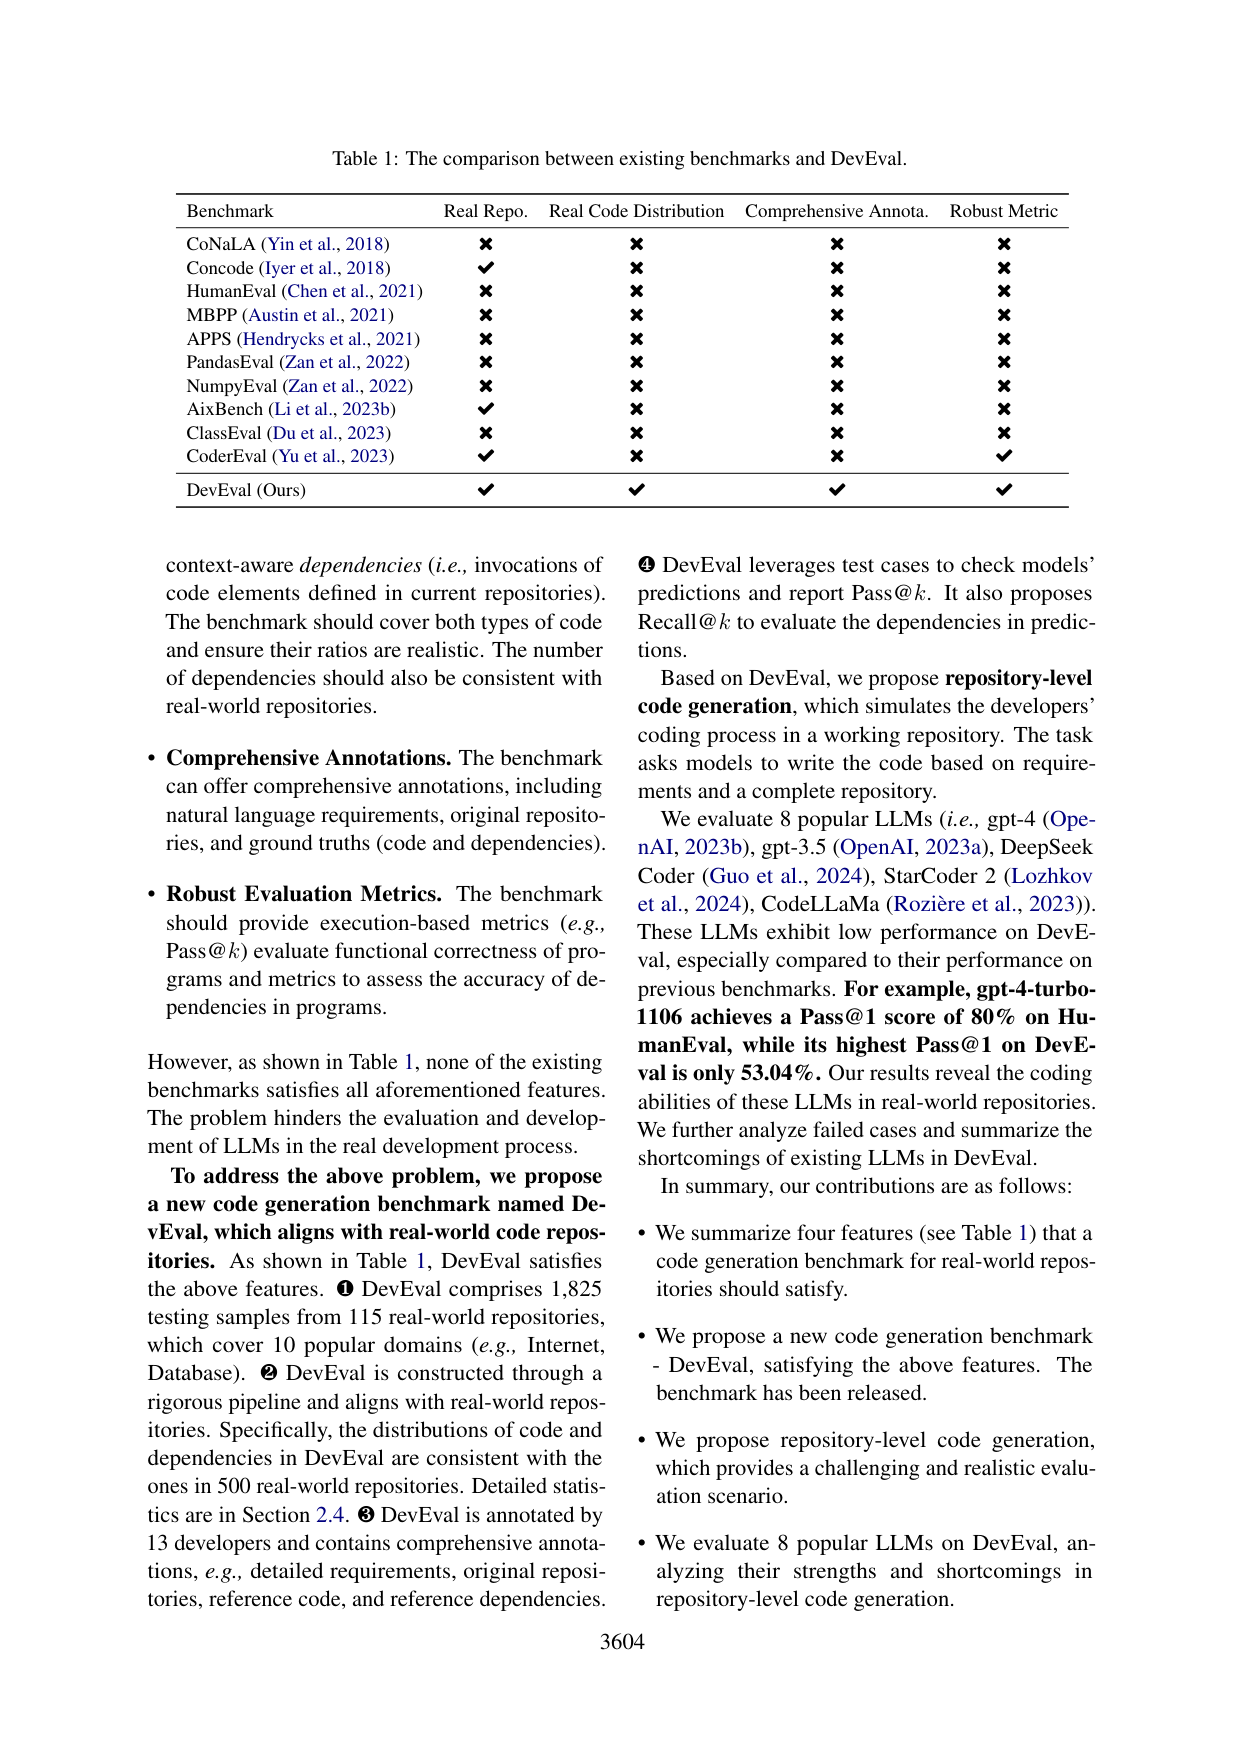 Table 1: The comparison between existing benchmarks and DevEval.
Benchmark Real Repo. Real Code Distribution Comprehensive Annota. Robust Metric
CoNaLA (Yin et al., 2018) ✖ ✖ ✖ ✖
Concode (Iyer et al., 2018) ✔ ✖ ✖ ✖
HumanEval (Chen et al., 2021) ✖ ✖ ✖ ✖
MBPP (Austin et al., 2021) ✖ ✖ ✖ ✖
APPS (Hendrycks et al., 2021) ✖ ✖ ✖ ✖
PandasEval (Zan et al., 2022) ✖ ✖ ✖ ✖
NumpyEval (Zan et al., 2022) ✖ ✖ ✖ ✖
AixBench (Li et al., 2023b) ✔ ✖ ✖ ✖
ClassEval (Du et al., 2023) ✖ ✖ ✖ ✖
CoderEval (Yu et al., 2023) ✔ ✖ ✖ ✔
DevEval (Ours) ✔ ✔ ✔ ✔
context-aware dependencies (i.e., invocations of
code elements defined in current repositories).
The benchmark should cover both types of code
and ensure their ratios are realistic. The number
of dependencies should also be consistent with
real-world repositories.
• Comprehensive Annotations. The benchmark
can offer comprehensive annotations, including
natural language requirements, original reposito-
ries, and ground truths (code and dependencies).
• Robust Evaluation Metrics. The benchmark
should provide execution-based metrics (e.g.,
Pass@k) evaluate functional correctness of pro-
grams and metrics to assess the accuracy of de-
pendencies in programs.
However, as shown in Table 1, none of the existing
benchmarks satisfies all aforementioned features.
The problem hinders the evaluation and develop-
ment of LLMs in the real development process.
To address the above problem, we propose
a new code generation benchmark named De-
vEval, which aligns with real-world code repos-
itories. As shown in Table 1, DevEval satisfies
the above features. ❶ DevEval comprises 1,825
testing samples from 115 real-world repositories,
which cover 10 popular domains (e.g., Internet,
Database). ❷ DevEval is constructed through a
rigorous pipeline and aligns with real-world repos-
itories. Specifically, the distributions of code and
dependencies in DevEval are consistent with the
ones in 500 real-world repositories. Detailed statis-
tics are in Section 2.4. ❸ DevEval is annotated by
13 developers and contains comprehensive annota-
tions, e.g., detailed requirements, original reposi-
tories, reference code, and reference dependencies.
❹ DevEval leverages test cases to check models'
predictions and report Pass@k. It also proposes
Recall@k to evaluate the dependencies in predic-
tions.
Based on DevEval, we propose repository-level
code generation, which simulates the developers'
coding process in a working repository. The task
asks models to write the code based on require-
ments and a complete repository.
We evaluate 8 popular LLMs (i.e., gpt-4 (Ope-
nAI, 2023b), gpt-3.5 (OpenAI, 2023a), DeepSeek
Coder (Guo et al., 2024), StarCoder 2 (Lozhkov
et al., 2024), CodeLLaMa (Rozière et al., 2023)).
These LLMs exhibit low performance on DevE-
val, especially compared to their performance on
previous benchmarks. For example, gpt-4-turbo-
1106 achieves a Pass@1 score of 80% on Hu-
manEval, while its highest Pass@1 on DevE-
val is only 53.04%. Our results reveal the coding
abilities of these LLMs in real-world repositories.
We further analyze failed cases and summarize the
shortcomings of existing LLMs in DevEval.
In summary, our contributions are as follows:
• We summarize four features (see Table 1) that a
code generation benchmark for real-world repos-
itories should satisfy.
• We propose a new code generation benchmark
- DevEval, satisfying the above features. The
benchmark has been released.
• We propose repository-level code generation,
which provides a challenging and realistic evalu-
ation scenario.
• We evaluate 8 popular LLMs on DevEval, an-
alyzing their strengths and shortcomings in
repository-level code generation.
3604